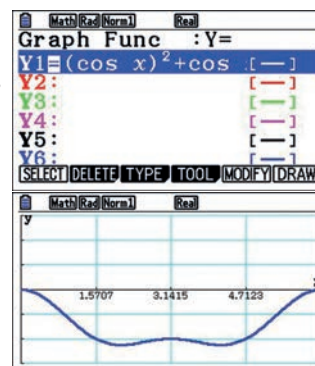 Math Rad Norm1 Real
Graph Func :Y=
Y1=(cos x)²+cos [—]
Y2: [—]
Y3: [—]
Y4: [—]
Y5: [—]
Y6: [—]
SELECT DELETE TYPE TOOL MODIFY DRAW
Math Rad Norm1 Real
y
1.5707 3.1415 4.7123